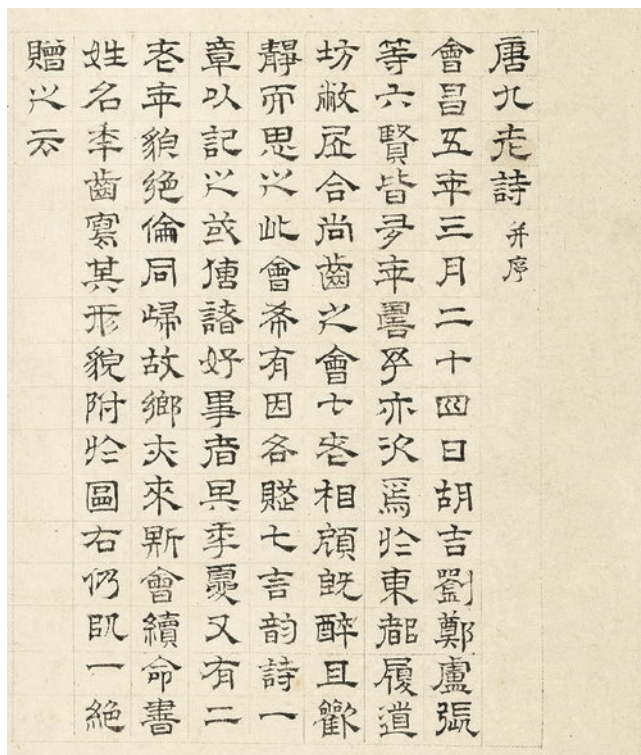 唐九老詩 并序
會昌五年三月二十四日胡吉劉鄭盧張
等六賢皆多年壽予亦次焉於東都履道
坊敝居合尚齒之會七老相顧既醉且歡
靜而思之此會希有因各賦七言韵詩一
章以記之或傳諸好事者其年夏又有二
老年貌絕倫同歸故鄉亦來斯會續命書
姓名年齒寫其形貌附於圖右仍以一絕
贈之云